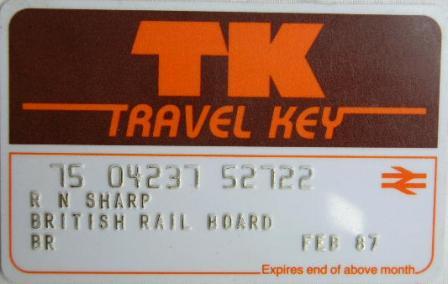 TK
TRAVEL KEY
75 04237 52722
R N SHARP
BRITISH RAIL BOARD
BR FEB 87
Expires end of above month